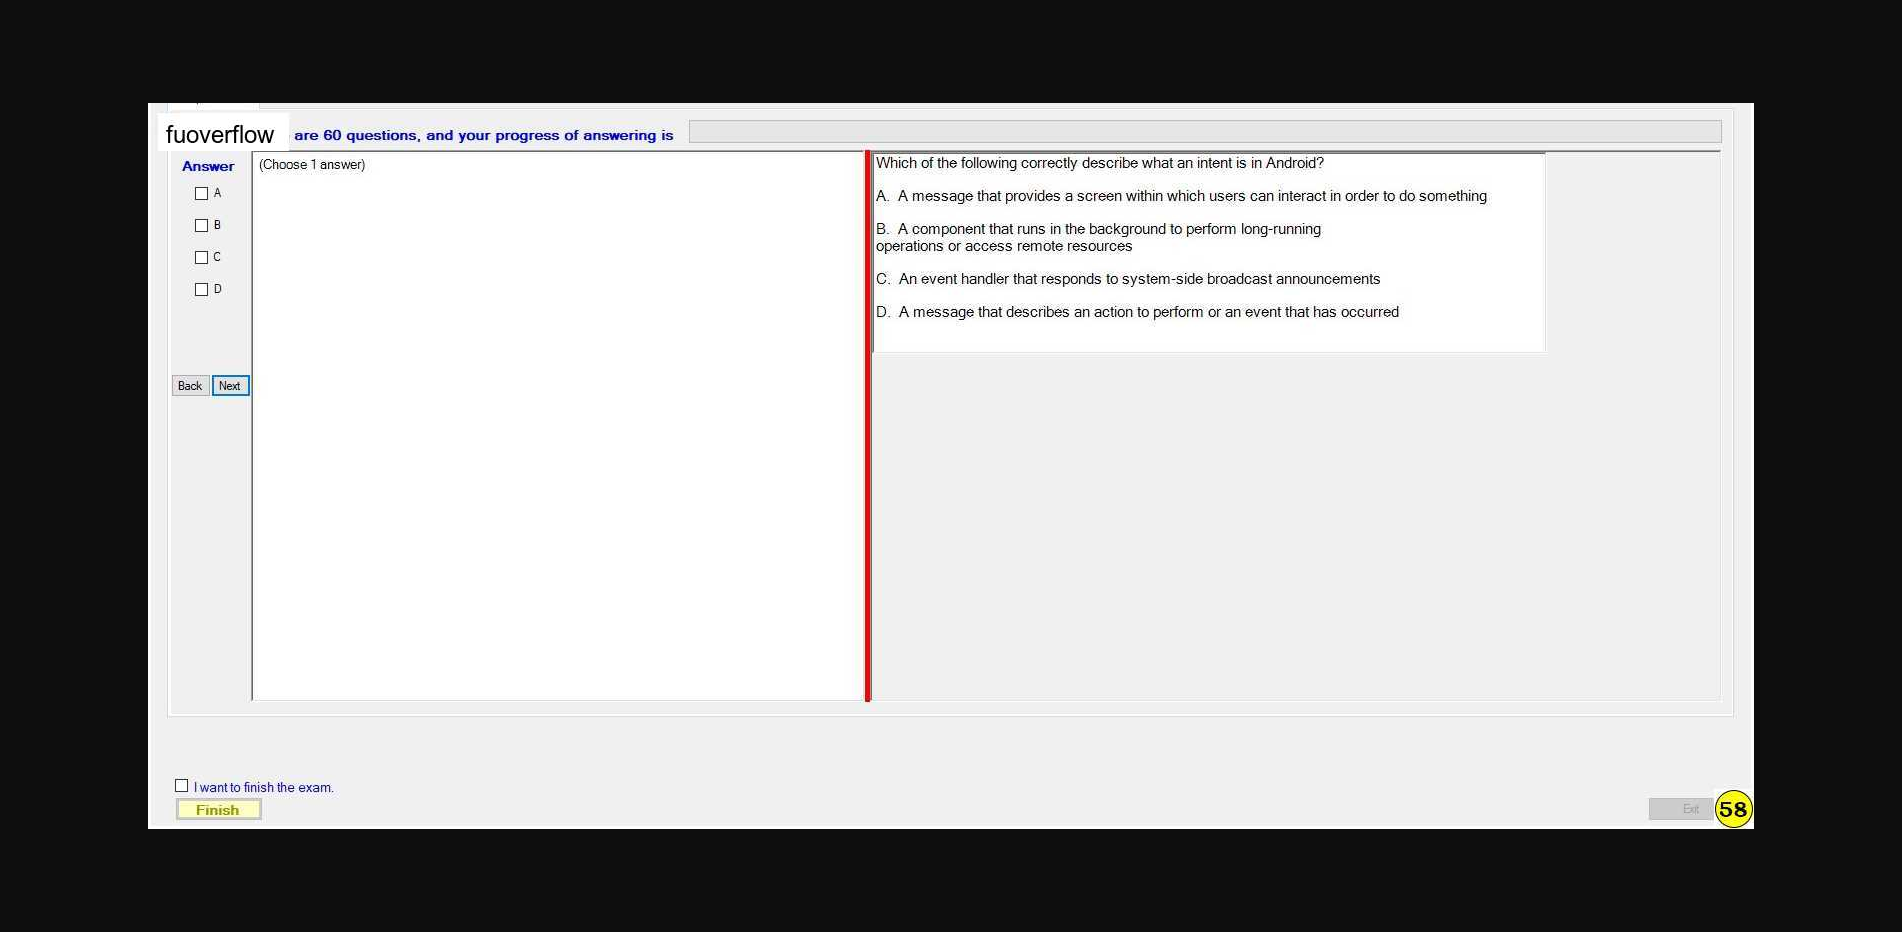 fuoverflow are 60 questions, and your progress of answering is
Answer
(Choose 1 answer)
A
B
C
D
Back Next
Which of the following correctly describe what an intent is in Android?
A. A message that provides a screen within which users can interact in order to do something
B. A component that runs in the background to perform long-running
operations or access remote resources
C. An event handler that responds to system-side broadcast announcements
D. A message that describes an action to perform or an event that has occurred
I want to finish the exam.
Finish
Exit 58